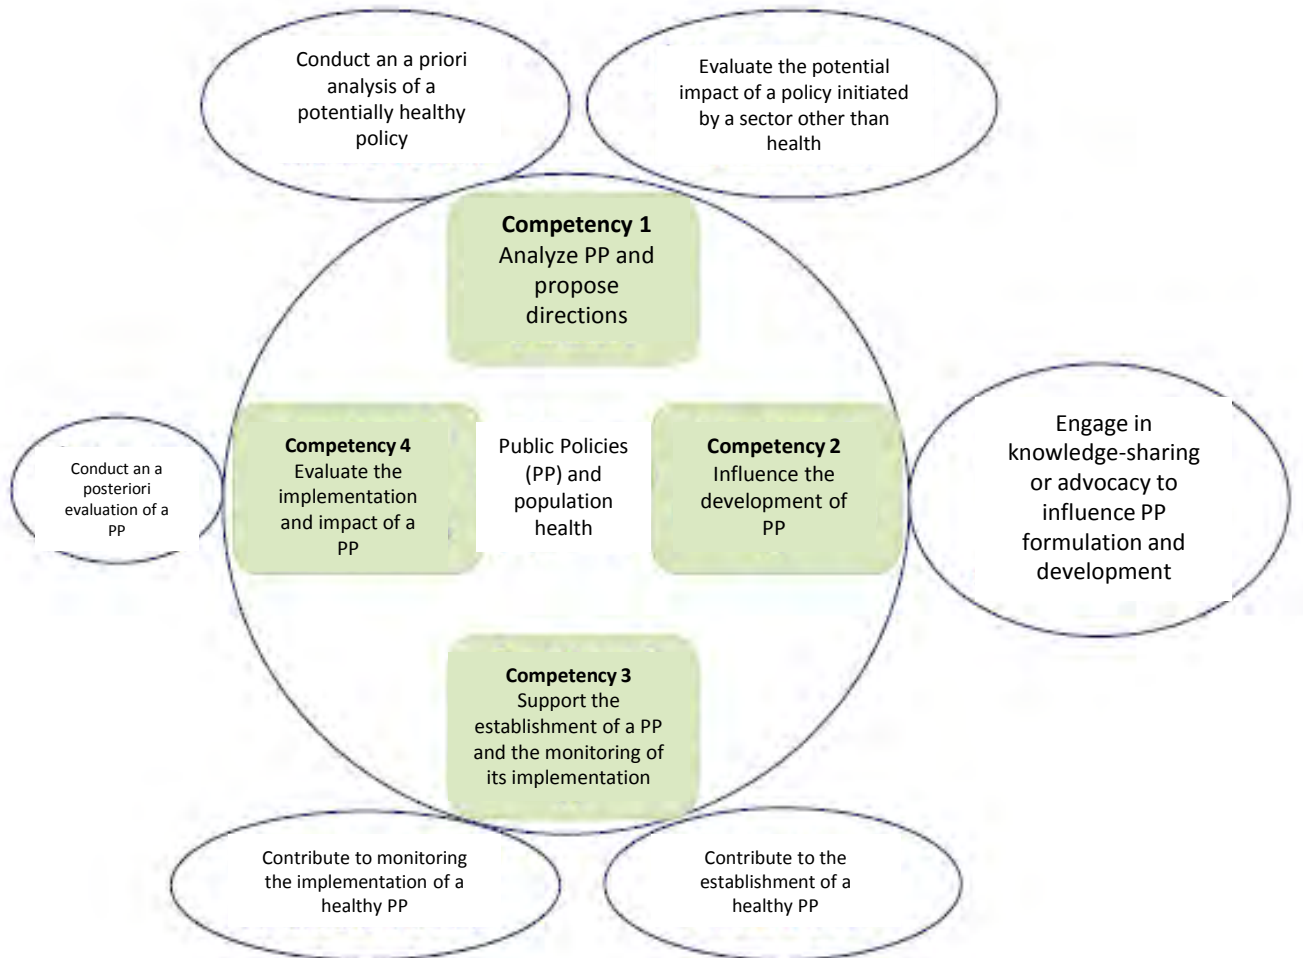 Conduct an a priori
analysis of a
potentially healthy
policy
Evaluate the potential
impact of a policy initiated
by a sector other than
health
Competency 1
Analyze PP and
propose
directions
Competency 4
Evaluate the
implementation
and impact of a
PP
Public Policies
(PP) and
population
health
Competency 2
Influence the
development of
PP
Conduct an a
posteriori
evaluation of a
PP
Engage in
knowledge-sharing
or advocacy to
influence PP
formulation and
development
Competency 3
Support the
establishment of a PP
and the monitoring of
its implementation
Contribute to monitoring
the implementation of a
healthy PP
Contribute to the
establishment of a
healthy PP